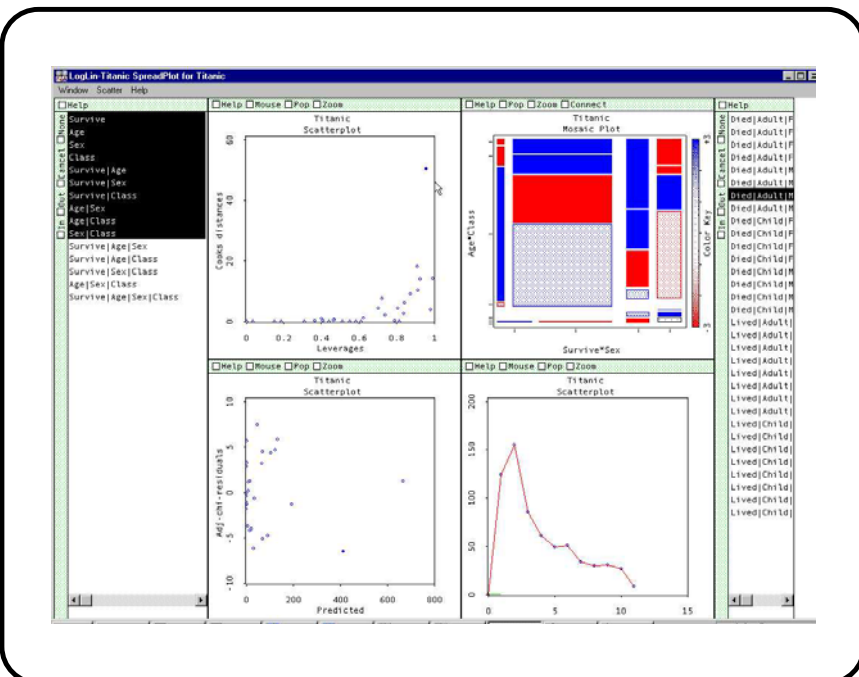 LogLin-Titanic SpreadPlot for Titanic
Window Scatter Help
Help
None
Cancel
Out
In
Survive
Age
Sex
Class
Survive|Age
Survive|Sex
Survive|Class
Age|Sex
Age|Class
Sex|Class
Survive|Age|Sex
Survive|Age|Class
Survive|Sex|Class
Age|Sex|Class
Survive|Age|Sex|Class
Help Mouse Pop Zoom
Titanic
Scatterplot
Cooks distances
60
40
20
0
0 0.2 0.4 0.6 0.8 1
Leverages
Help Pop Zoom Connect
Titanic
Mosaic Plot
Age*Class
Survive*Sex
+3
Color Key
-3
Help Mouse Pop Zoom
Titanic
Scatterplot
Adj-chi-residuals
10
5
0
-5
-10
0 200 400 600 800
Predicted
Help Mouse Pop Zoom
Titanic
Scatterplot
200
150
100
50
0
0 5 10 15
Help
None
Cancel
Out
In
Died|Adult|F
Died|Adult|F
Died|Adult|F
Died|Adult|F
Died|Adult|M
Died|Adult|M
Died|Adult|M
Died|Adult|M
Died|Child|F
Died|Child|F
Died|Child|F
Died|Child|F
Died|Child|M
Died|Child|M
Died|Child|M
Died|Child|M
Lived|Adult|
Lived|Adult|
Lived|Adult|
Lived|Adult|
Lived|Adult|
Lived|Adult|
Lived|Adult|
Lived|Adult|
Lived|Child|
Lived|Child|
Lived|Child|
Lived|Child|
Lived|Child|
Lived|Child|
Lived|Child|
Lived|Child|